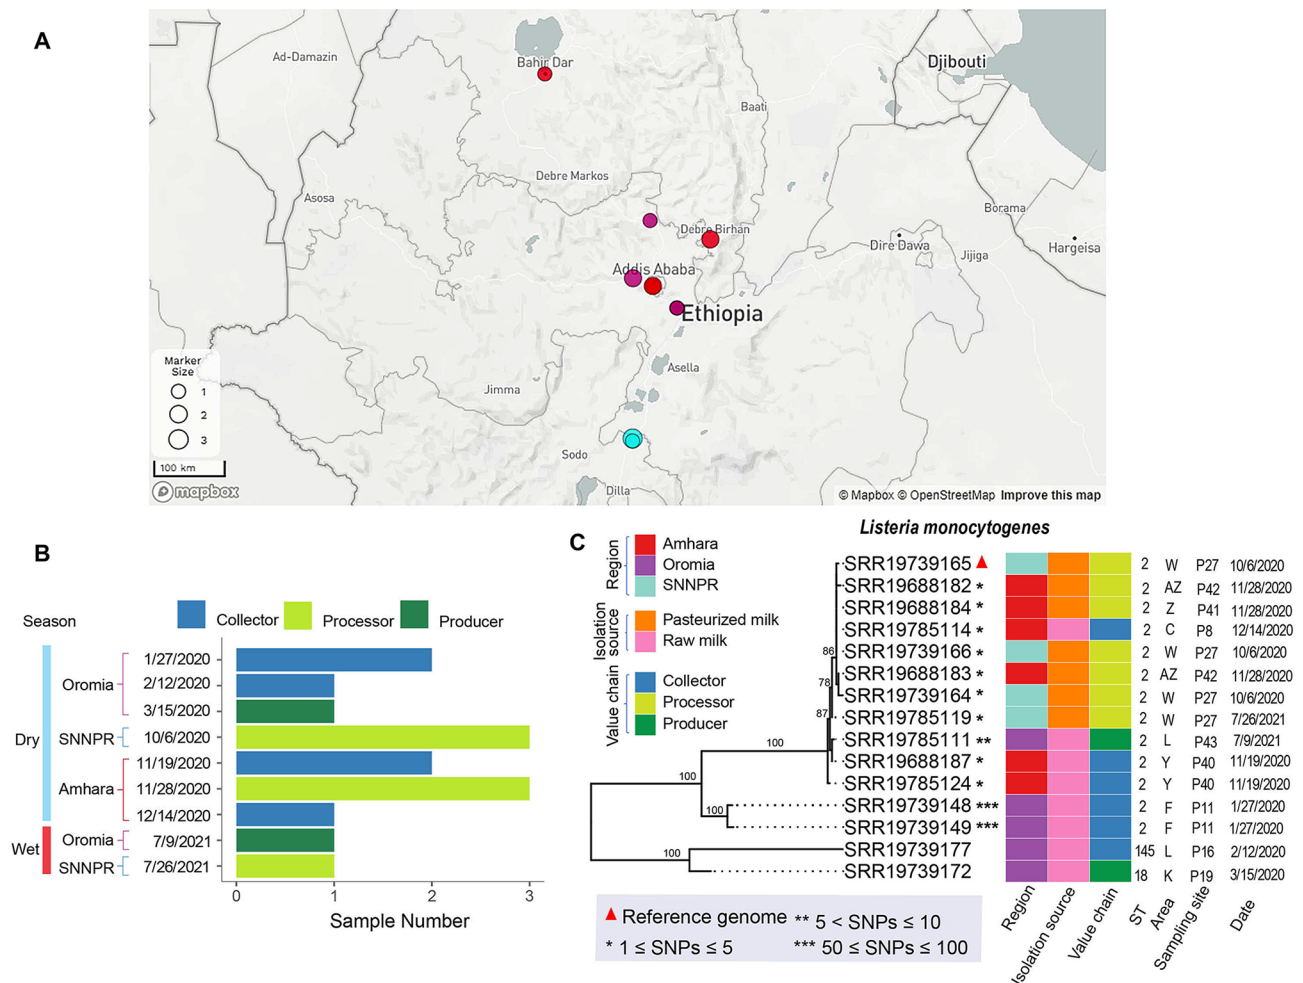 A
Ad-Damazin
Bahir Dar
Djibouti
Baati
Debre Markos
Asosa
Borama
Debre Birhan
Dire Dawa
Hargeisa
Jijiga
Addis Ababa
Ethiopia
Asella
Jimma
Sodo
Dilla
Marker
Size
1
2
3
100 km
mapbox
© Mapbox © OpenStreetMap Improve this map
B
Season
Collector Processor Producer
Dry
Oromia
1/27/2020
2/12/2020
3/15/2020
SNNPR 10/6/2020
Amhara
11/19/2020
11/28/2020
12/14/2020
Wet
Oromia 7/9/2021
SNNPR 7/26/2021
0 1 2 3
Sample Number
C
Listeria monocytogenes
Region
Amhara
Oromia
SNNPR
Isolation source
Pasteurized milk
Raw milk
Value chain
Collector
Processor
Producer
86
78
87
100
100
100
100
SRR19739165 ▲ 2 W P27 10/6/2020
SRR19688182 * 2 AZ P42 11/28/2020
SRR19688184 * 2 Z P41 11/28/2020
SRR19785114 * 2 C P8 12/14/2020
SRR19739166 * 2 W P27 10/6/2020
SRR19688183 * 2 AZ P42 11/28/2020
SRR19739164 * 2 W P27 10/6/2020
SRR19785119 * 2 W P27 7/26/2021
SRR19785111 ** 2 L P43 7/9/2021
SRR19688187 * 2 Y P40 11/19/2020
SRR19785124 * 2 Y P40 11/19/2020
SRR19739148 *** 2 F P11 1/27/2020
SRR19739149 *** 2 F P11 1/27/2020
SRR19739177 145 L P16 2/12/2020
SRR19739172 18 K P19 3/15/2020
Region
Isolation source
Value chain
ST
Area
Sampling site
Date
▲ Reference genome ** 5 < SNPs ≤ 10
* 1 ≤ SNPs ≤ 5 *** 50 ≤ SNPs ≤ 100